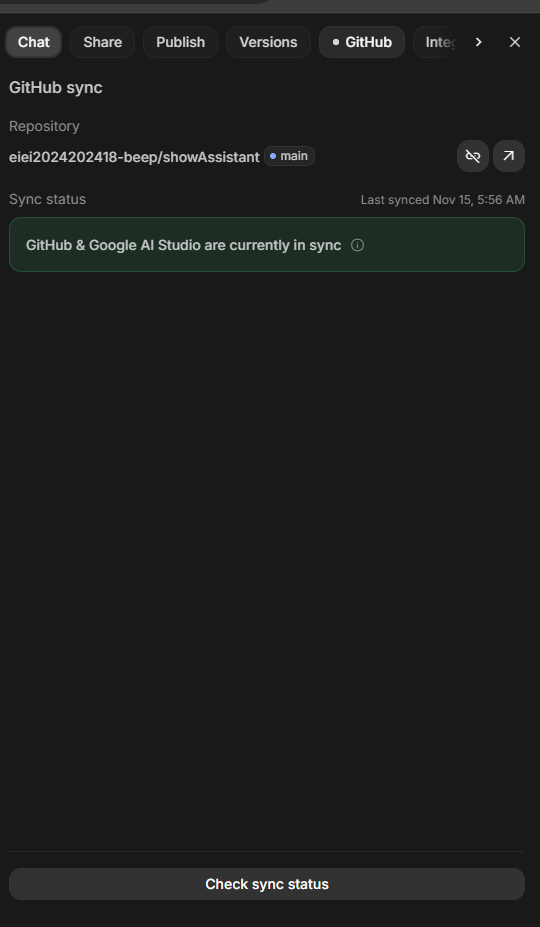 Chat Share Publish Versions GitHub
GitHub sync
Repository
eiei2024202418-beep/showAssistant main
Sync status Last synced Nov 15, 5:56 AM
GitHub & Google AI Studio are currently in sync
Check sync status